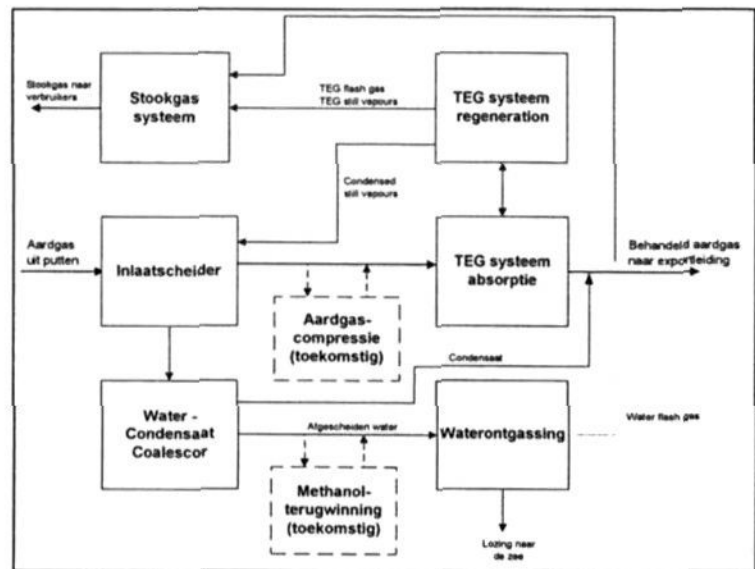 Stookgas naar
verbruikers
Stookgas
systeem
TEG flash gas
TEG still vapours
TEG systeem
regeneration
Condensed
still vapours
Aardgas
uit putten
Inlaatscheider
TEG systeem
absorptie
Behandeld aardgas
naar exportleiding
Aardgas-
compressie
(toekomstig)
Condensaat
Water -
Condensaat
Coalescor
Afgescheiden water
Waterontgassing
Water flash gas
Methanol-
terugwinning
(toekomstig)
Lozing naar
de zee